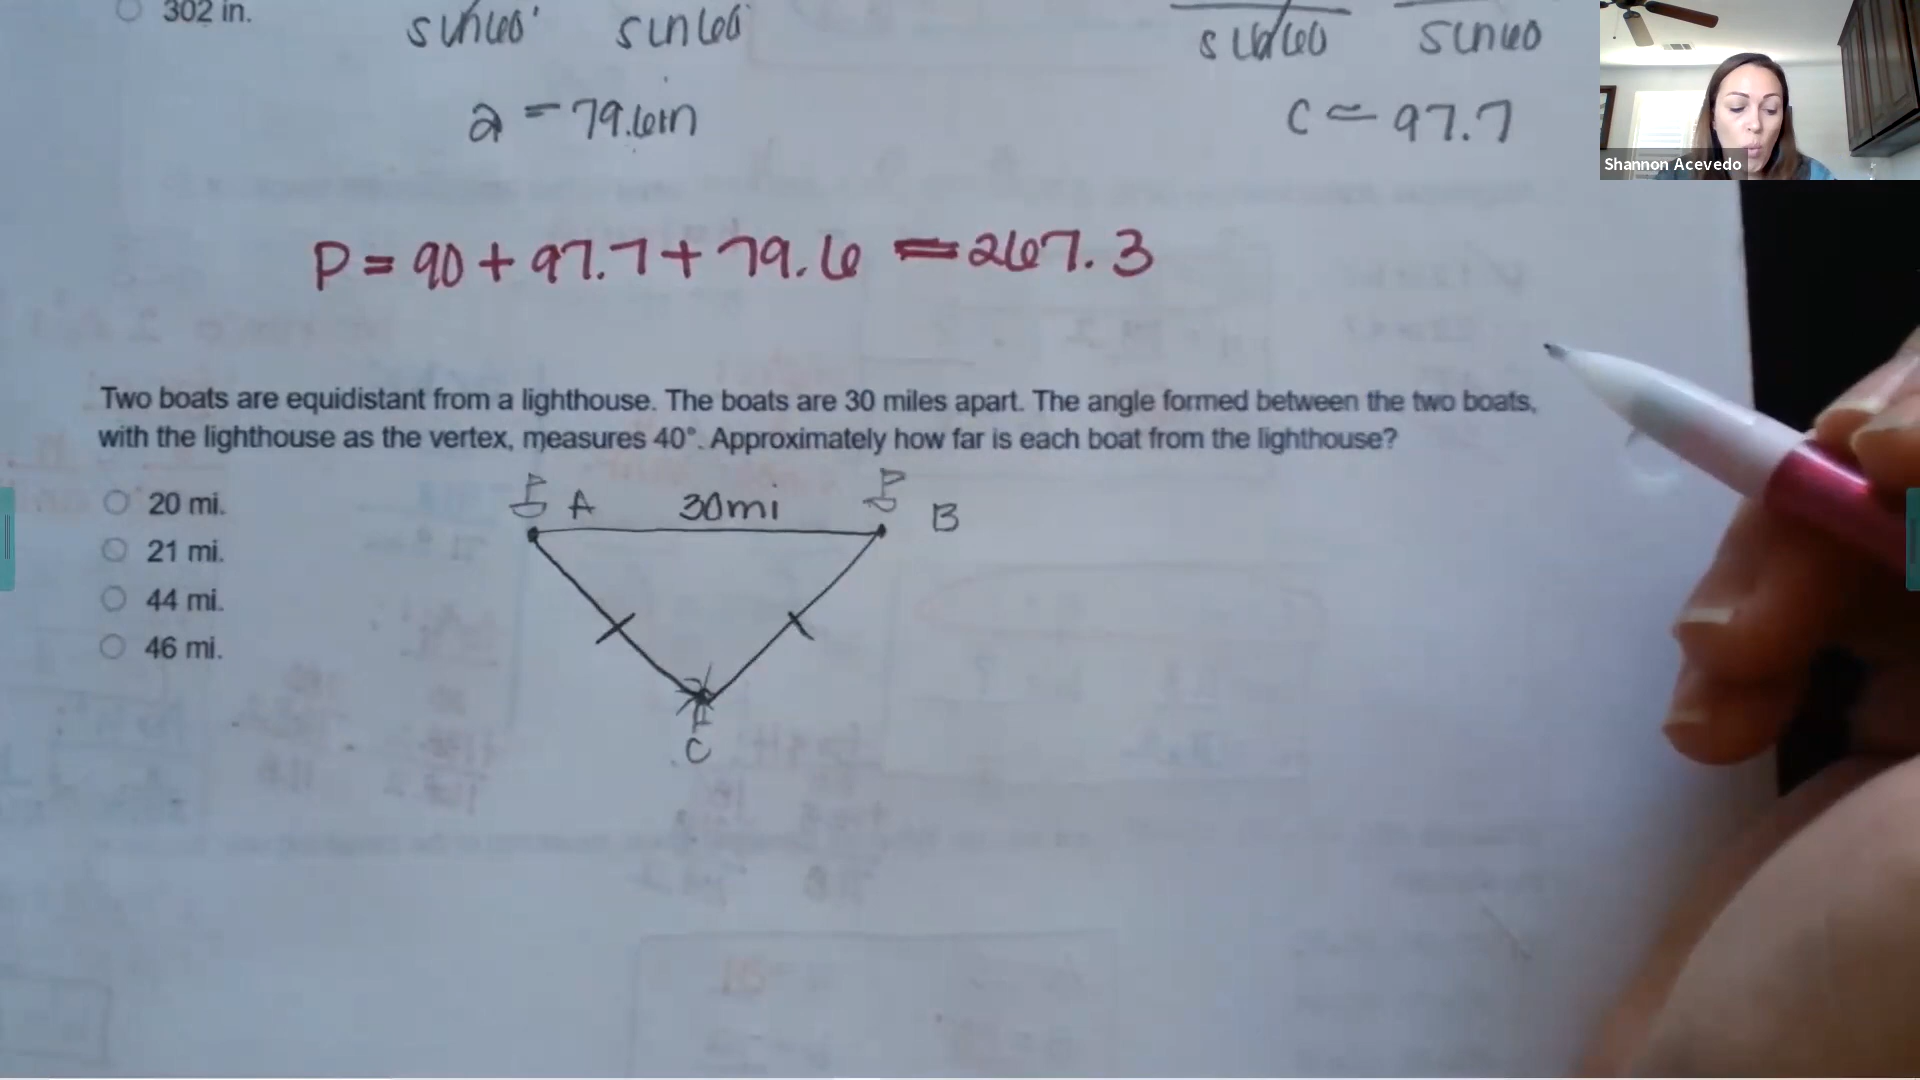 302 in.
sin60° sin60
sin60 sin60
a = 79.6in
c = 97.7
Shannon Acevedo
P = 90 + 97.7 + 79.6 = 267.3
Two boats are equidistant from a lighthouse. The boats are 30 miles apart. The angle formed between the two boats,
with the lighthouse as the vertex, measures 40°. Approximately how far is each boat from the lighthouse?
20 mi.
21 mi.
44 mi.
46 mi.
A 30mi B
C